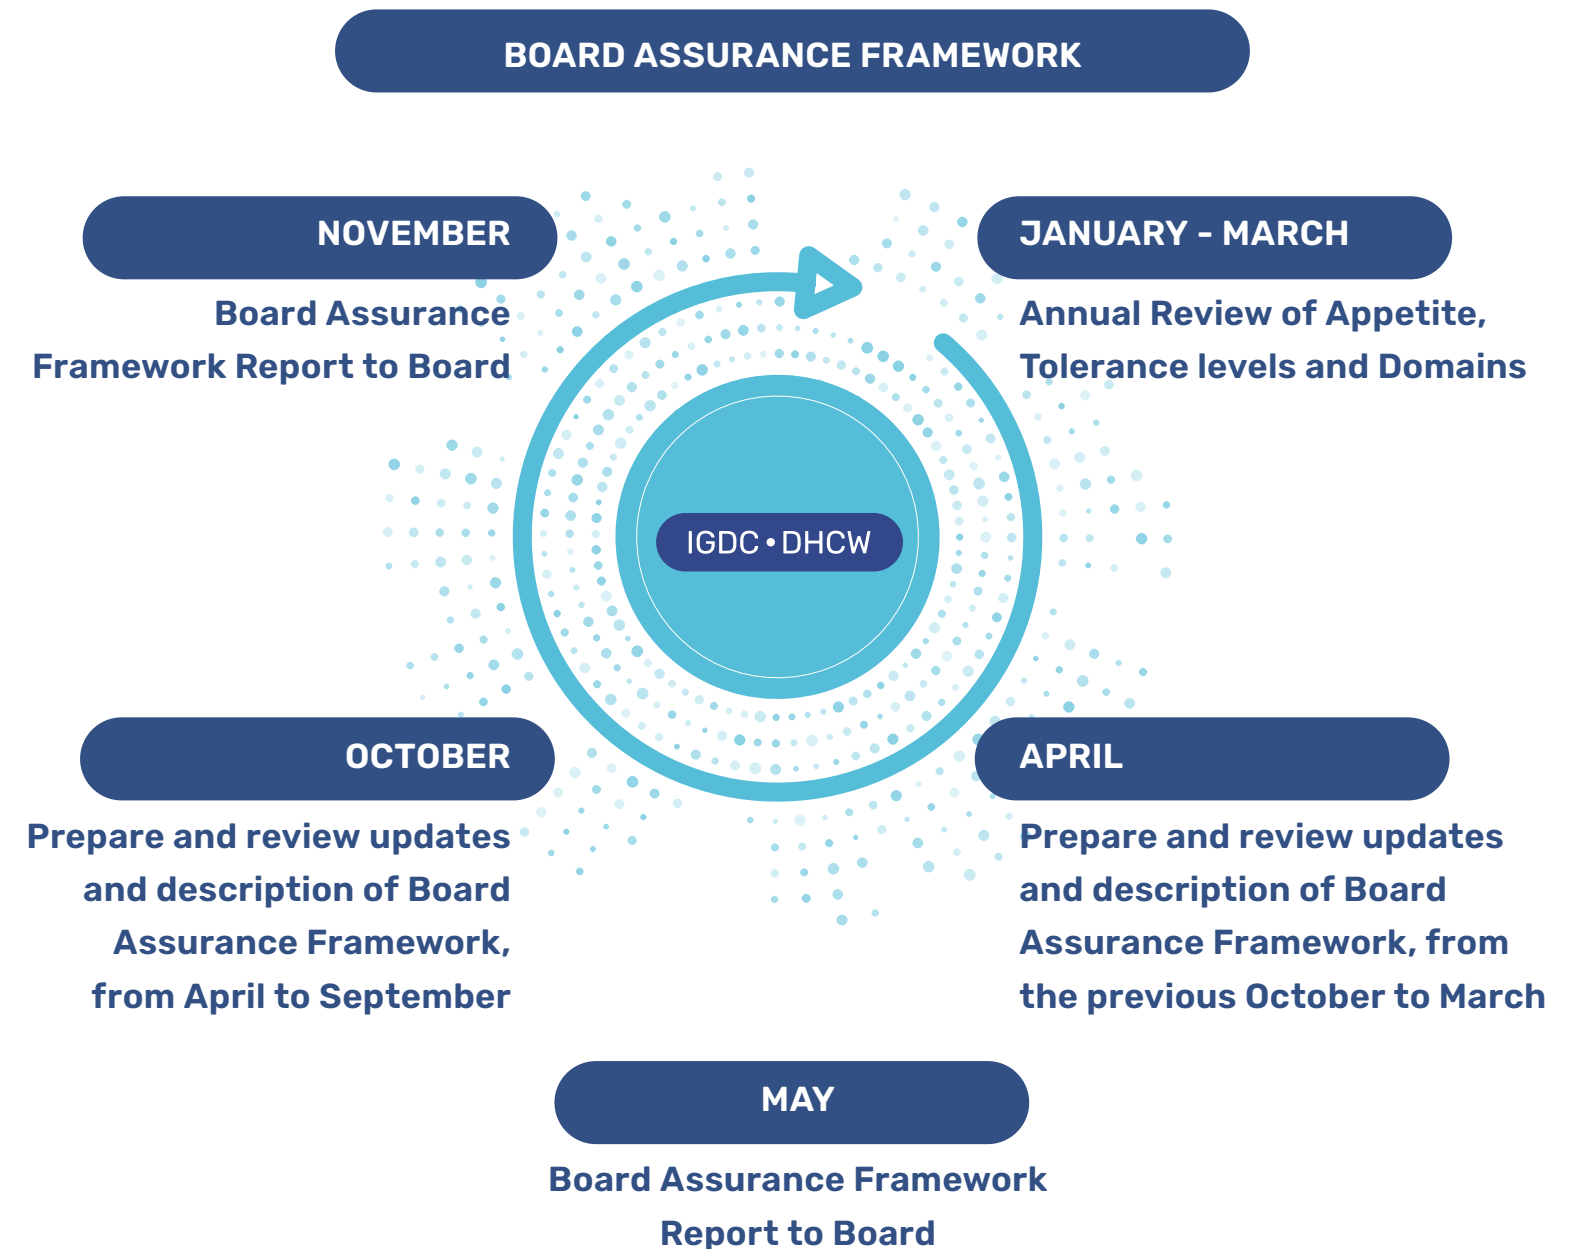 BOARD ASSURANCE FRAMEWORK
NOVEMBER
Board Assurance
Framework Report to Board
JANUARY - MARCH
Annual Review of Appetite,
Tolerance levels and Domains
IGDC • DHCW
OCTOBER
Prepare and review updates
and description of Board
Assurance Framework,
from April to September
APRIL
Prepare and review updates
and description of Board
Assurance Framework, from
the previous October to March
MAY
Board Assurance Framework
Report to Board